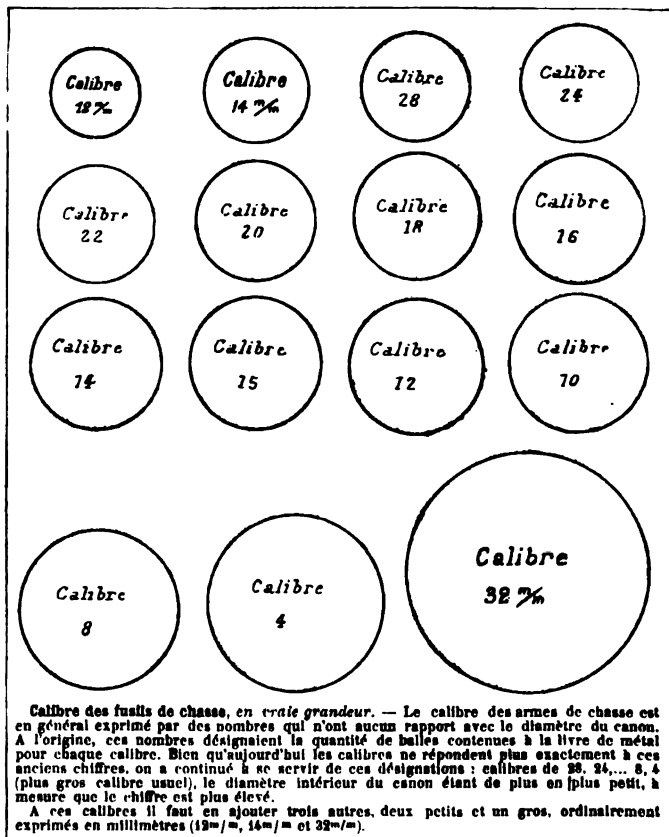 Calibre Calibre Calibre Calibre
12 m/m 14 m/m 28 24
Calibre Calibre Calibre Calibre
22 20 18 16
Calibre Calibre Calibre Calibre
14 15 12 10
Calibre Calibre Calibre
8 4 32 m/m
Calibre des fusils de chasse, en vraie grandeur. — Le calibre des armes de chasse est
en général exprimé par des nombres qui n'ont aucun rapport avec le diamètre du canon.
A l'origine, ces nombres désignaient la quantité de balles contenues à la livre de métal
pour chaque calibre. Bien qu'aujourd'hui les calibres ne répondent plus exactement à ces
anciens chiffres, on a continué à se servir de ces désignations : calibres de 28, 24,... 8, 4
(plus gros calibre usuel), le diamètre intérieur du canon étant de plus en plus petit, à
mesure que le chiffre est plus élevé.
A ces calibres il faut en ajouter trois autres, deux petits et un gros, ordinairement
exprimés en millimètres (12m/m, 14m/m et 32m/m).